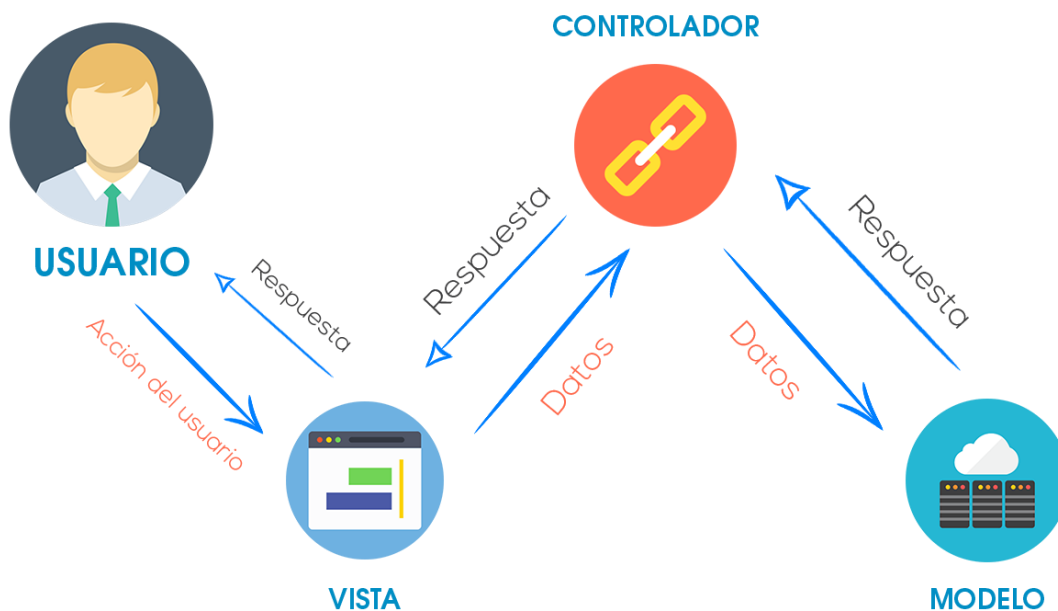 CONTROLADOR
USUARIO
Respuesta
Acción del usuario
Respuesta
Datos
Datos
Respuesta
VISTA
MODELO